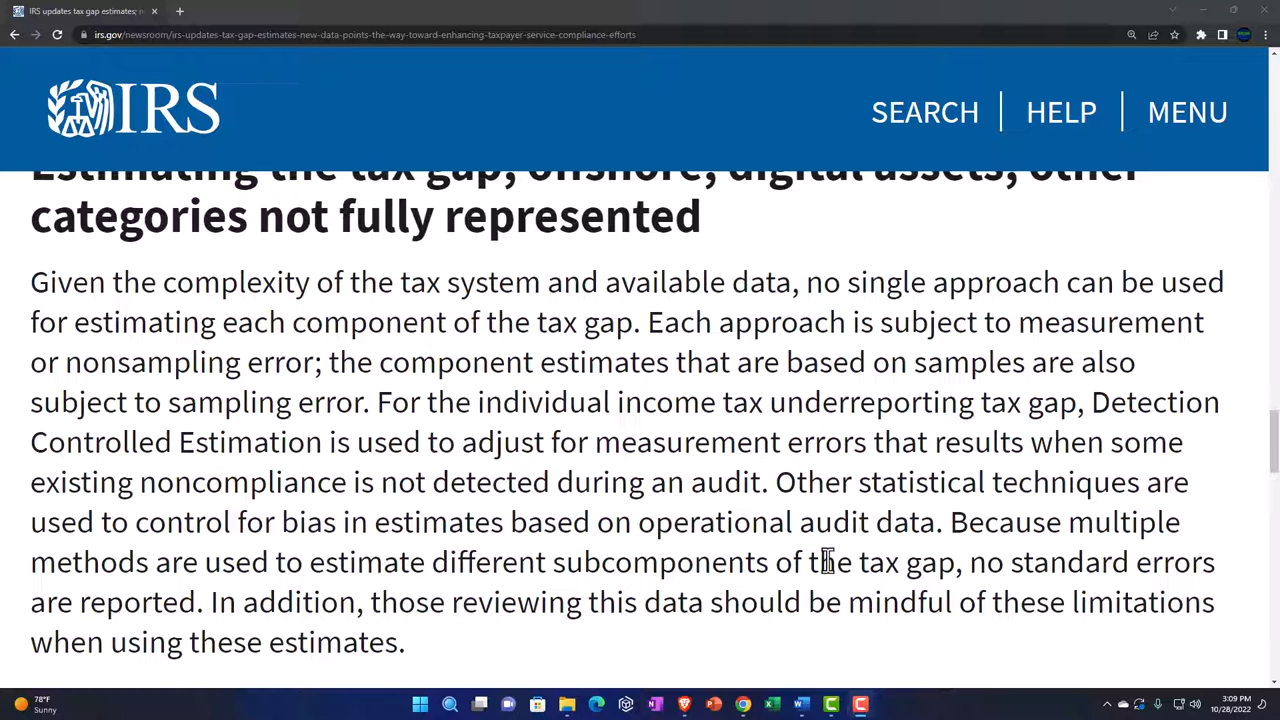 IRS updates tax gap estimates; n
irs.gov/newsroom/irs-updates-tax-gap-estimates-new-data-points-the-way-toward-enhancing-taxpayer-service-compliance-efforts
IRS
SEARCH
HELP
MENU
Estimating the tax gap; offshore, digital assets, other
categories not fully represented
Given the complexity of the tax system and available data, no single approach can be used
for estimating each component of the tax gap. Each approach is subject to measurement
or nonsampling error; the component estimates that are based on samples are also
subject to sampling error. For the individual income tax underreporting tax gap, Detection
Controlled Estimation is used to adjust for measurement errors that results when some
existing noncompliance is not detected during an audit. Other statistical techniques are
used to control for bias in estimates based on operational audit data. Because multiple
methods are used to estimate different subcomponents of the tax gap, no standard errors
are reported. In addition, those reviewing this data should be mindful of these limitations
when using these estimates.
78°F
Sunny
3:09 PM
10/28/2022